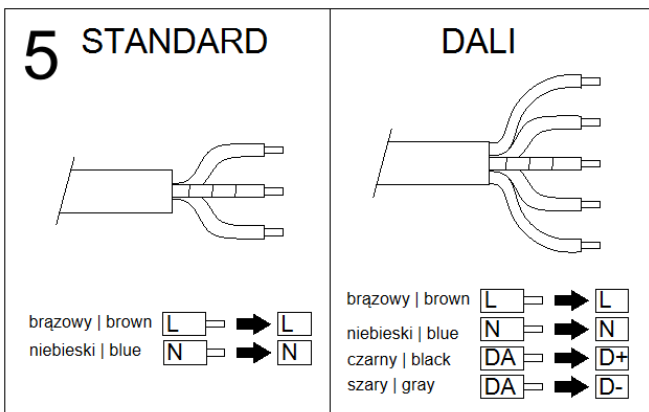 5 STANDARD
brązowy | brown L L
niebieski | blue N N
DALI
brązowy | brown L L
niebieski | blue N N
czarny | black DA D+
szary | gray DA D-